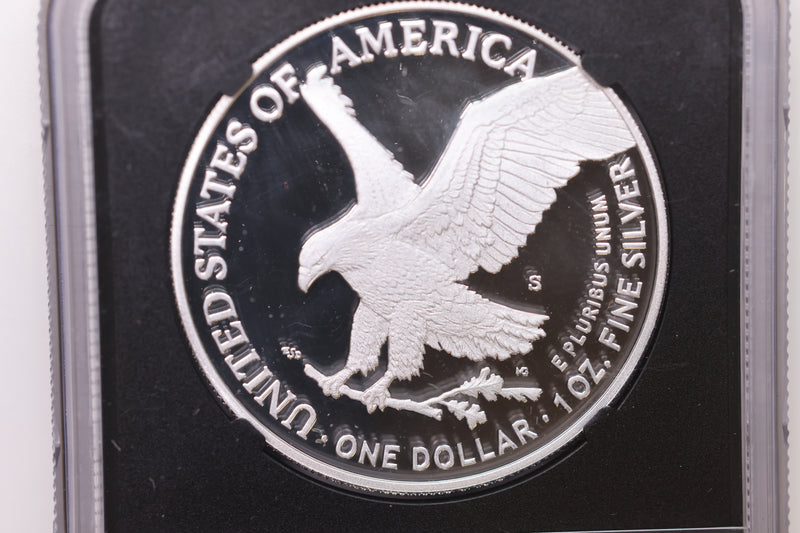 UNITED STATES OF AMERICA
S
E PLURIBUS UNUM
1 OZ. FINE SILVER
· ONE DOLLAR ·